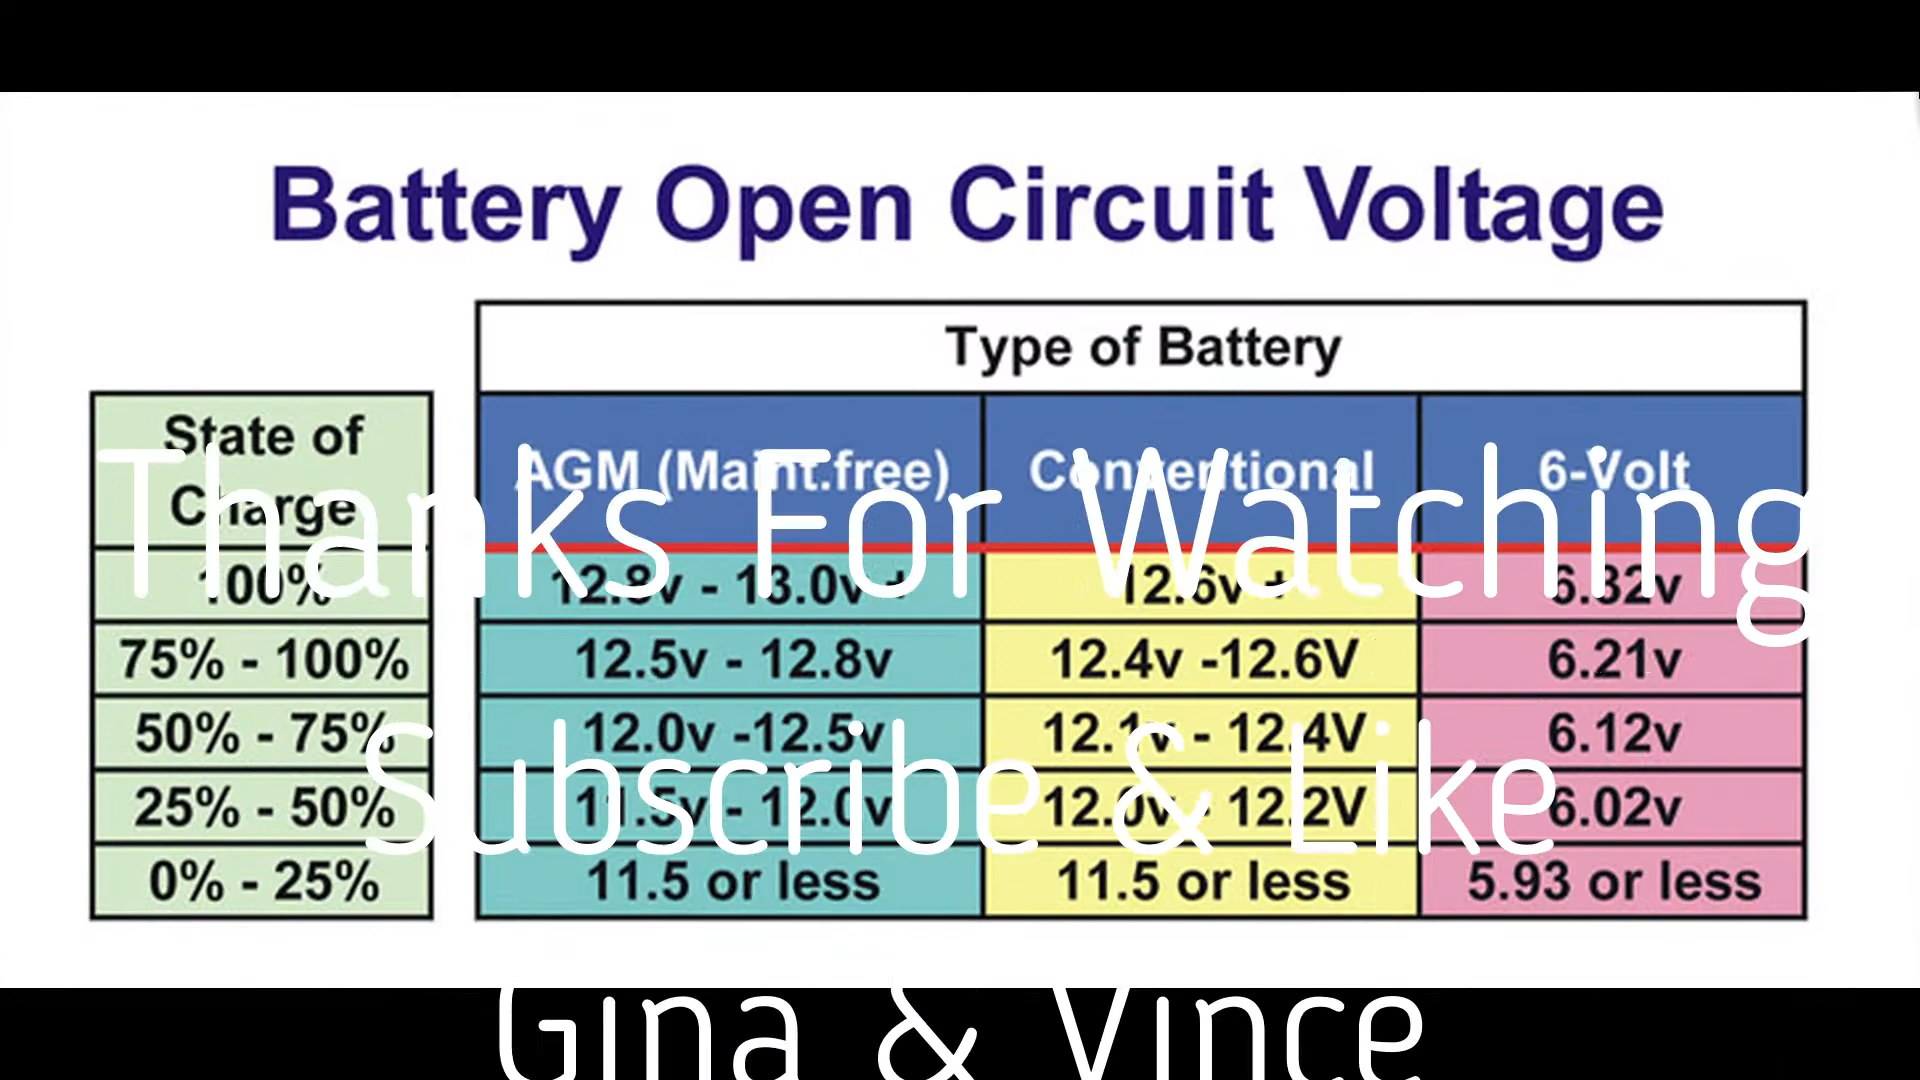 Battery Open Circuit Voltage
Type of Battery
State of Charge
AGM (Maint.free) Conventional 6-Volt
100% 12.8v - 13.0v + 12.6v + 6.32v
75% - 100% 12.5v - 12.8v 12.4v -12.6V 6.21v
50% - 75% 12.0v -12.5v 12.1v - 12.4V 6.12v
25% - 50% 11.5v - 12.0v 12.0v - 12.2V 6.02v
0% - 25% 11.5 or less 11.5 or less 5.93 or less
Thanks For Watching
Subscribe & Like
Gina & Vince